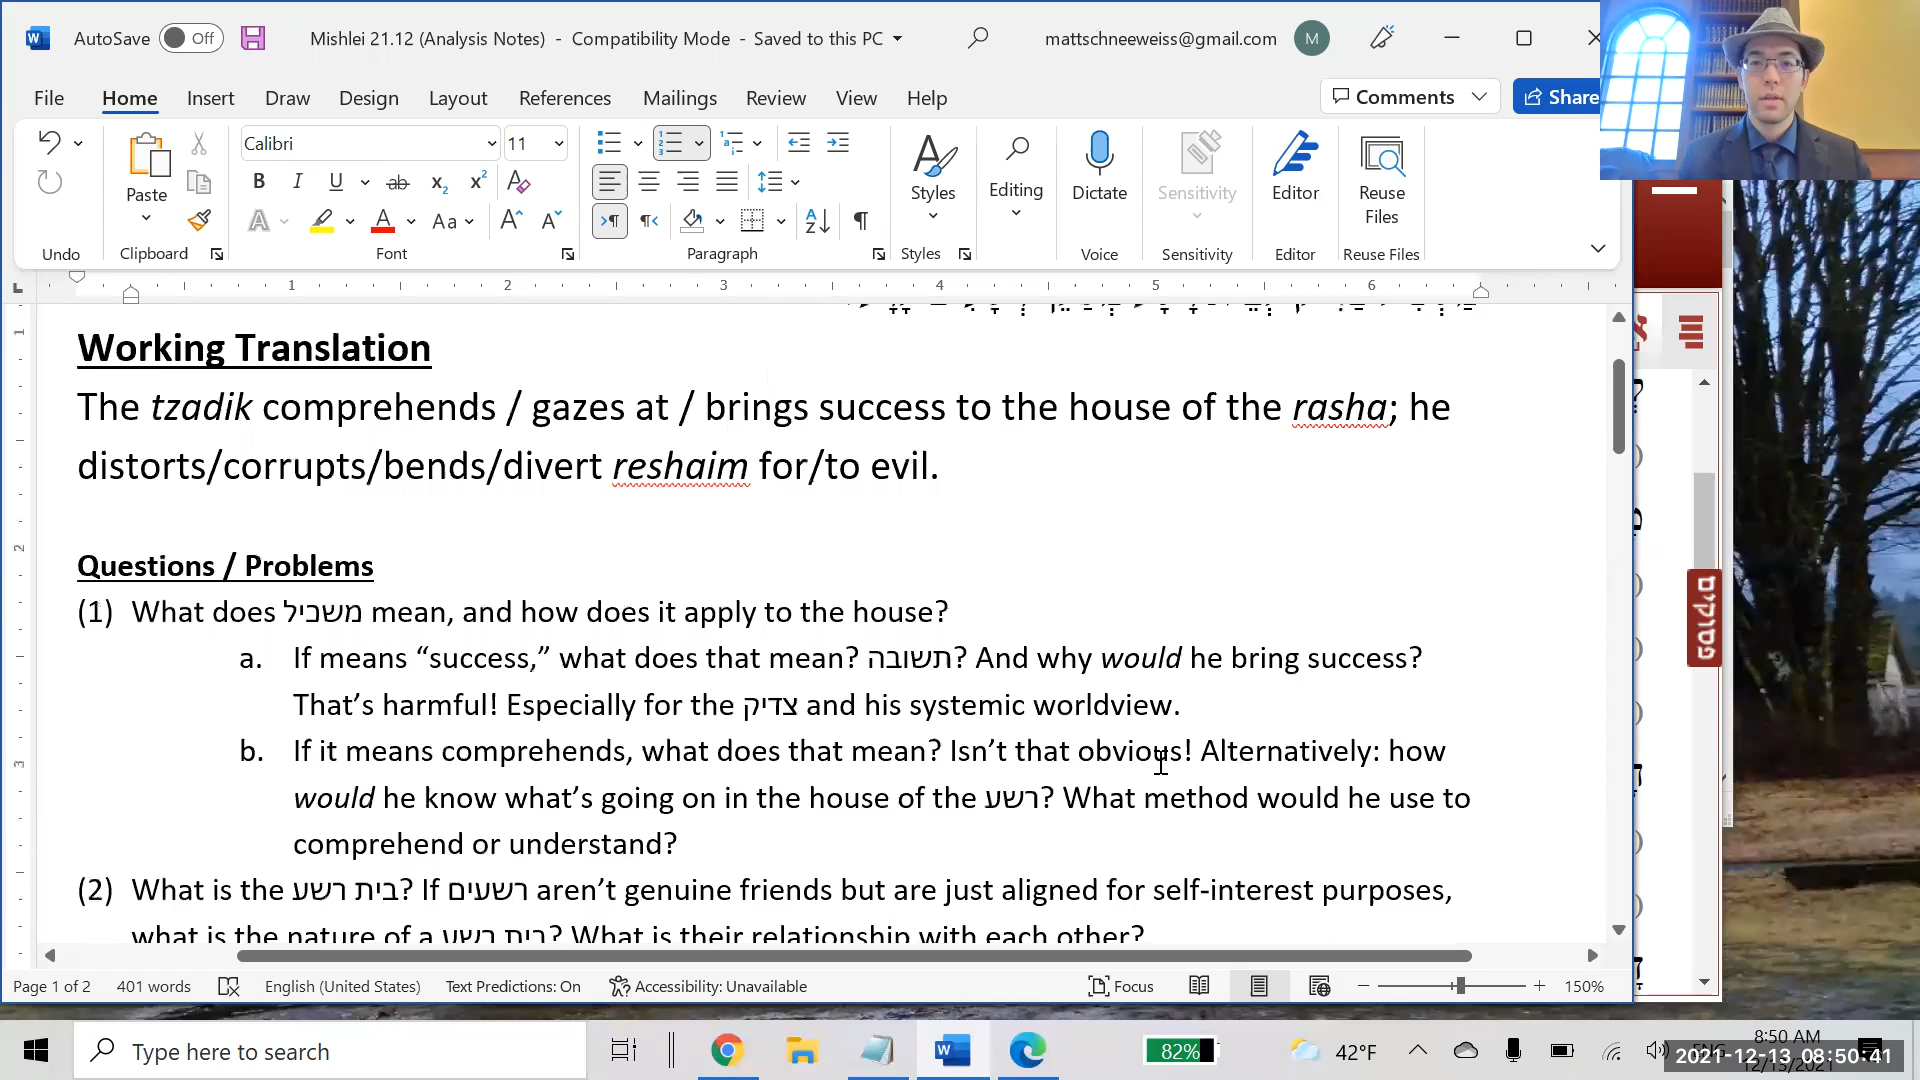 AutoSave Off Mishlei 21.12 (Analysis Notes) - Compatibility Mode - Saved to this PC mattschneeweiss@gmail.com M
File Home Insert Draw Design Layout References Mailings Review View Help Comments Share
Calibri 11
Paste Styles Editing Dictate Sensitivity Editor Reuse Files
Undo Clipboard Font Paragraph Styles Voice Sensitivity Editor Reuse Files
1 2 3 4 5 6
Working Translation
The tzadik comprehends / gazes at / brings success to the house of the rasha; he
distorts/corrupts/bends/divert reshaim for/to evil.
Questions / Problems
(1) What does משכיל mean, and how does it apply to the house?
a. If means “success,” what does that mean? תשובה? And why would he bring success?
That’s harmful! Especially for the צדיק and his systemic worldview.
b. If it means comprehends, what does that mean? Isn’t that obvious! Alternatively: how
would he know what’s going on in the house of the רשע? What method would he use to
comprehend or understand?
(2) What is the בית רשע? If רשעים aren’t genuine friends but are just aligned for self-interest purposes,
what is the nature of a בית רשע? What is their relationship with each other?
פסוקים
Page 1 of 2 401 words English (United States) Text Predictions: On Accessibility: Unavailable Focus 150%
Type here to search 82% 42°F 8:50 AM
2021-12-13 08:50:41